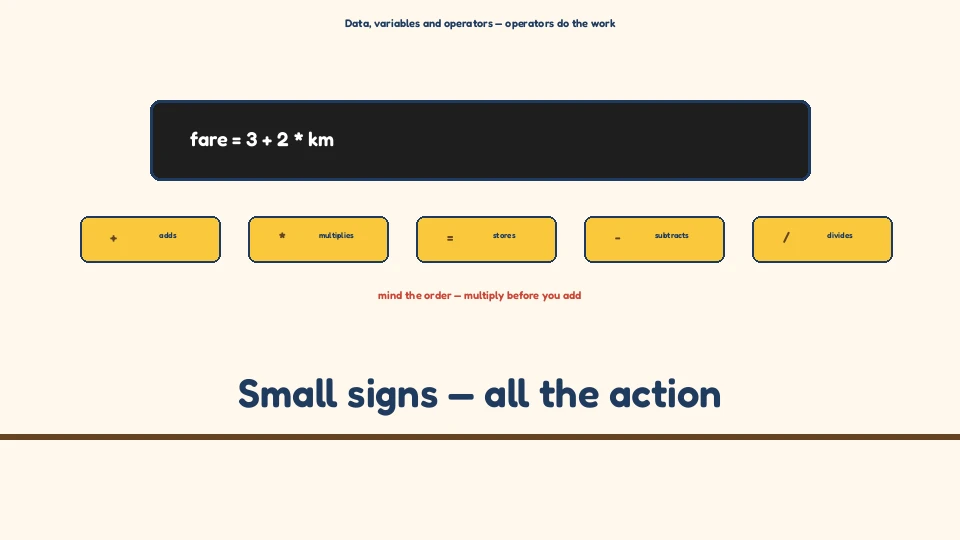 Data, variables and operators — operators do the work
fare = 3 + 2 * km
+ adds
* multiplies
= stores
- subtracts
/ divides
mind the order — multiply before you add
Small signs — all the action